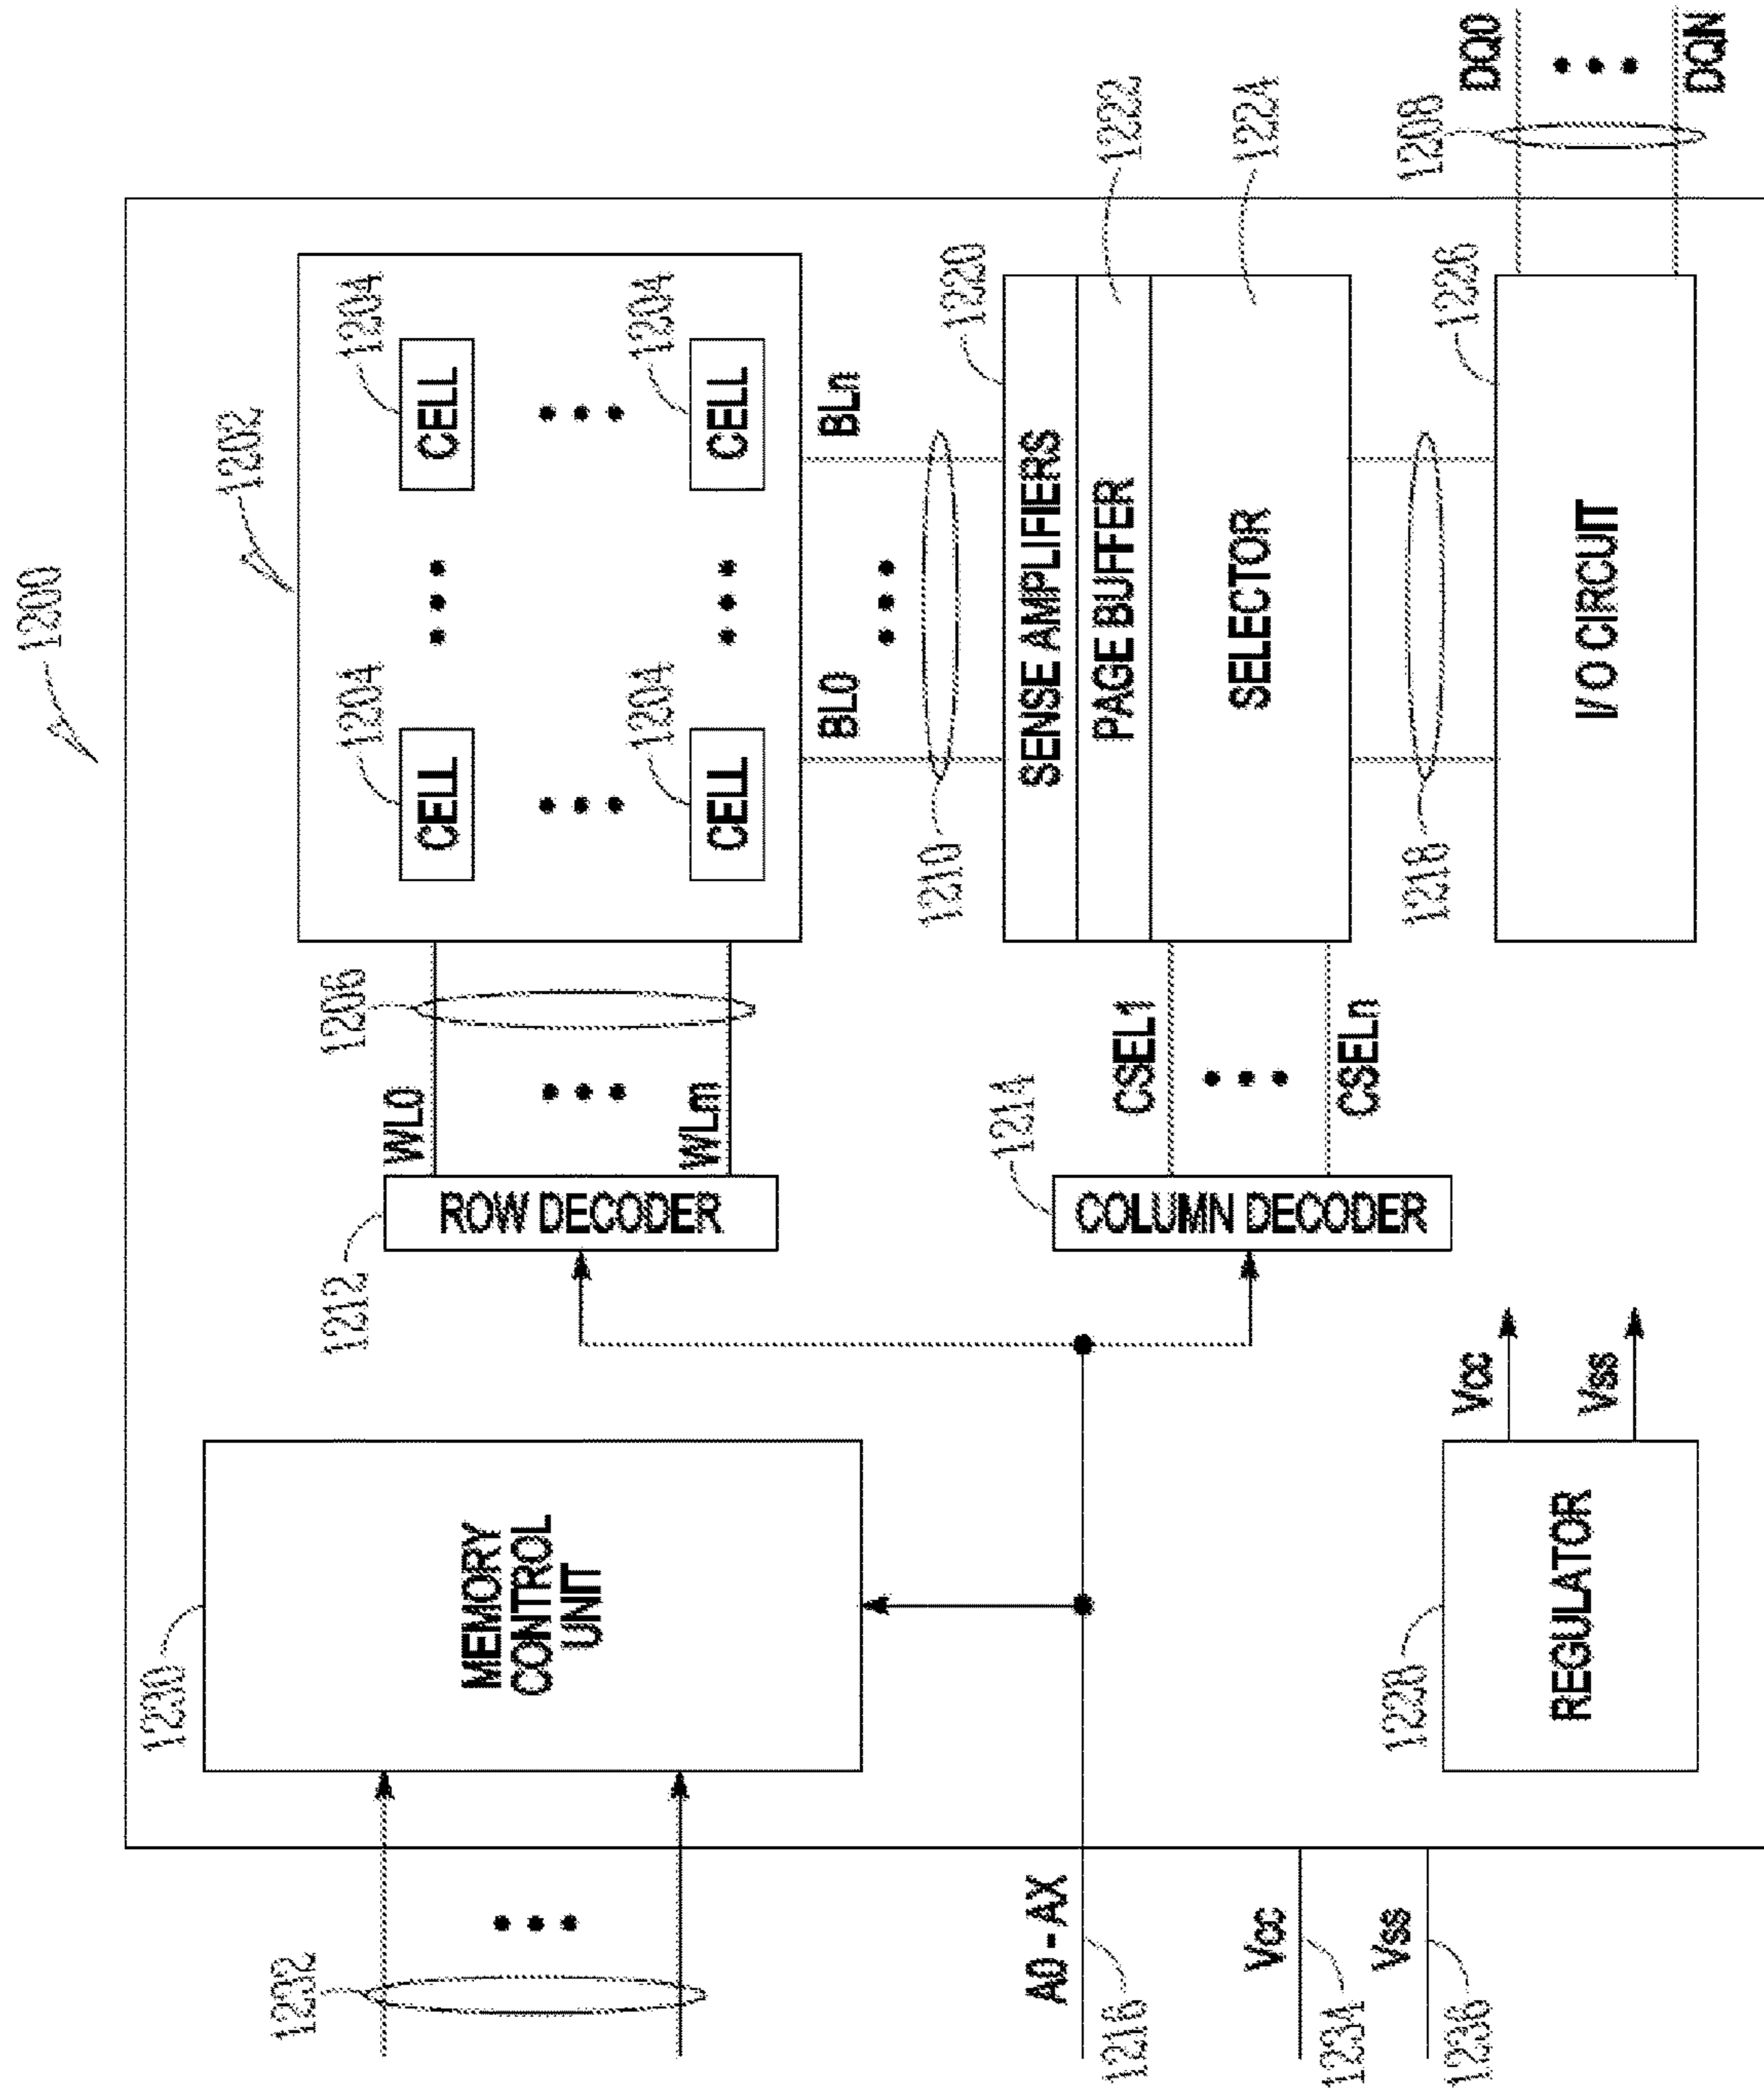 1200
1202
1230
1204
1204
CELL
CELL
1206
WL0
1212
ROW DECODER
MEMORY
CONTROL
UNIT
1232
1204
1204
CELL
CELL
WLm
BL0
BLn
1210
1220
SENSE AMPLIFIERS
PAGE BUFFER
1222
SELECTOR
1224
CSEL1
CSELn
1214
COLUMN DECODER
A0 - AX
1216
1218
1226
I/O CIRCUIT
1208
DQ0
DQN
1228
REGULATOR
Vcc
Vss
Vcc
1234
Vss
1236